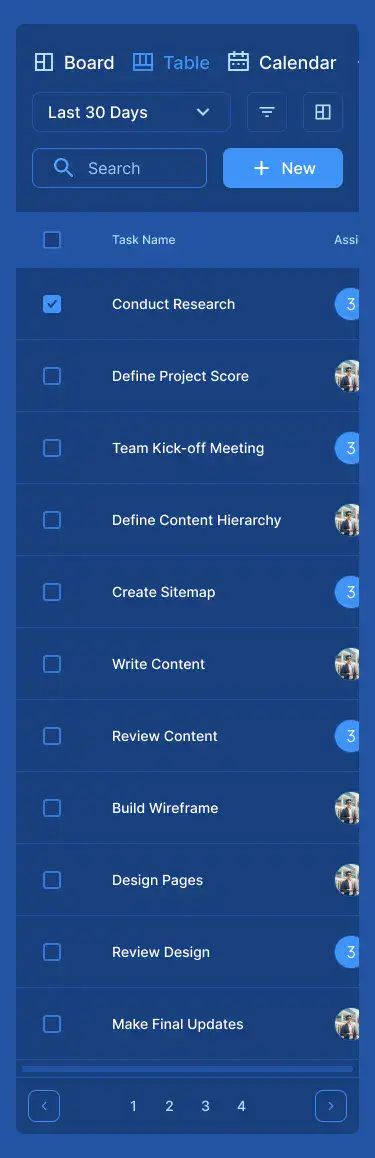 Board Table Calendar
Last 30 Days
Search + New
Task Name Assi
Conduct Research 3
Define Project Score
Team Kick-off Meeting 3
Define Content Hierarchy
Create Sitemap 3
Write Content
Review Content 3
Build Wireframe
Design Pages
Review Design 3
Make Final Updates
1 2 3 4